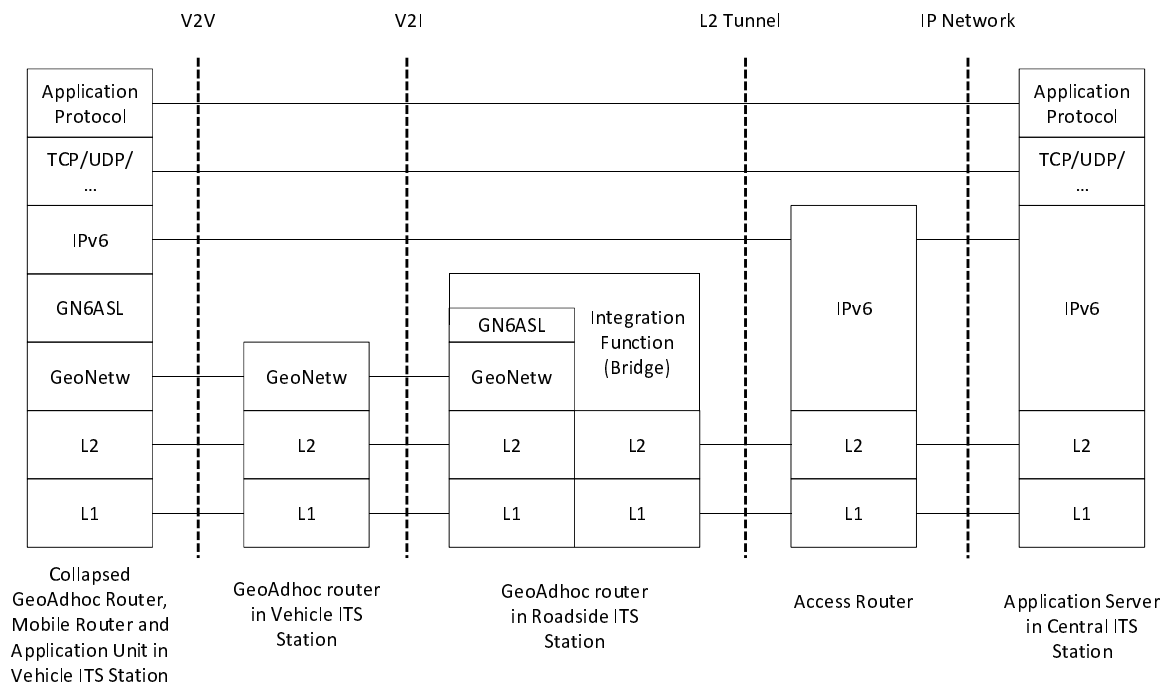 V2V
V2I
L2 Tunnel
IP Network
Application
Protocol
Application
Protocol
TCP/UDP/
...
TCP/UDP/
...
IPv6
GN6ASL
GN6ASL
Integration
Function
(Bridge)
IPv6
IPv6
GeoNetw
GeoNetw
GeoNetw
L2
L2
L2
L2
L2
L2
L1
L1
L1
L1
L1
L1
Collapsed
GeoAdhoc Router,
Mobile Router and
Application Unit in
Vehicle ITS Station
GeoAdhoc router
in Vehicle ITS
Station
GeoAdhoc router
in Roadside ITS
Station
Access Router
Application Server
in Central ITS
Station